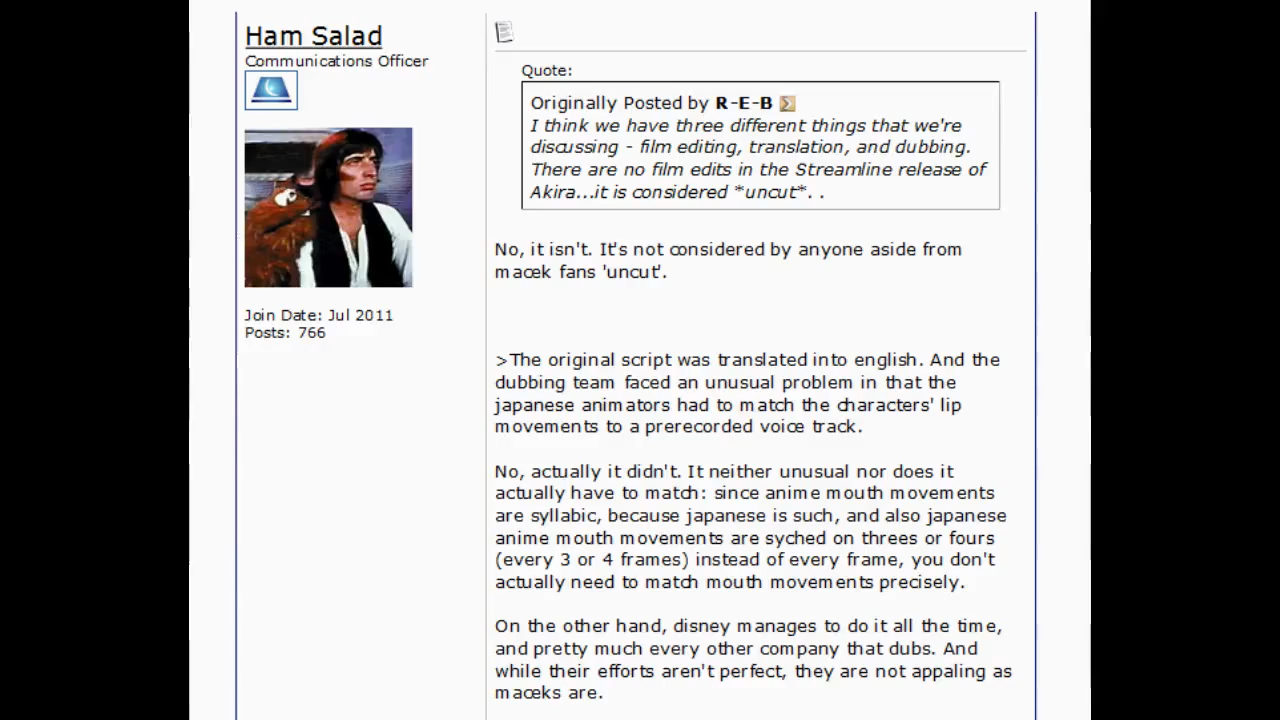 Ham Salad
Communications Officer
Join Date: Jul 2011
Posts: 766
Quote:
Originally Posted by R-E-B
I think we have three different things that we're
discussing - film editing, translation, and dubbing.
There are no film edits in the Streamline release of
Akira...it is considered *uncut*. .
No, it isn't. It's not considered by anyone aside from
macek fans 'uncut'.
>The original script was translated into english. And the
dubbing team faced an unusual problem in that the
japanese animators had to match the characters' lip
movements to a prerecorded voice track.
No, actually it didn't. It neither unusual nor does it
actually have to match: since anime mouth movements
are syllabic, because japanese is such, and also japanese
anime mouth movements are syched on threes or fours
(every 3 or 4 frames) instead of every frame, you don't
actually need to match mouth movements precisely.
On the other hand, disney manages to do it all the time,
and pretty much every other company that dubs. And
while their efforts aren't perfect, they are not appaling as
maceks are.